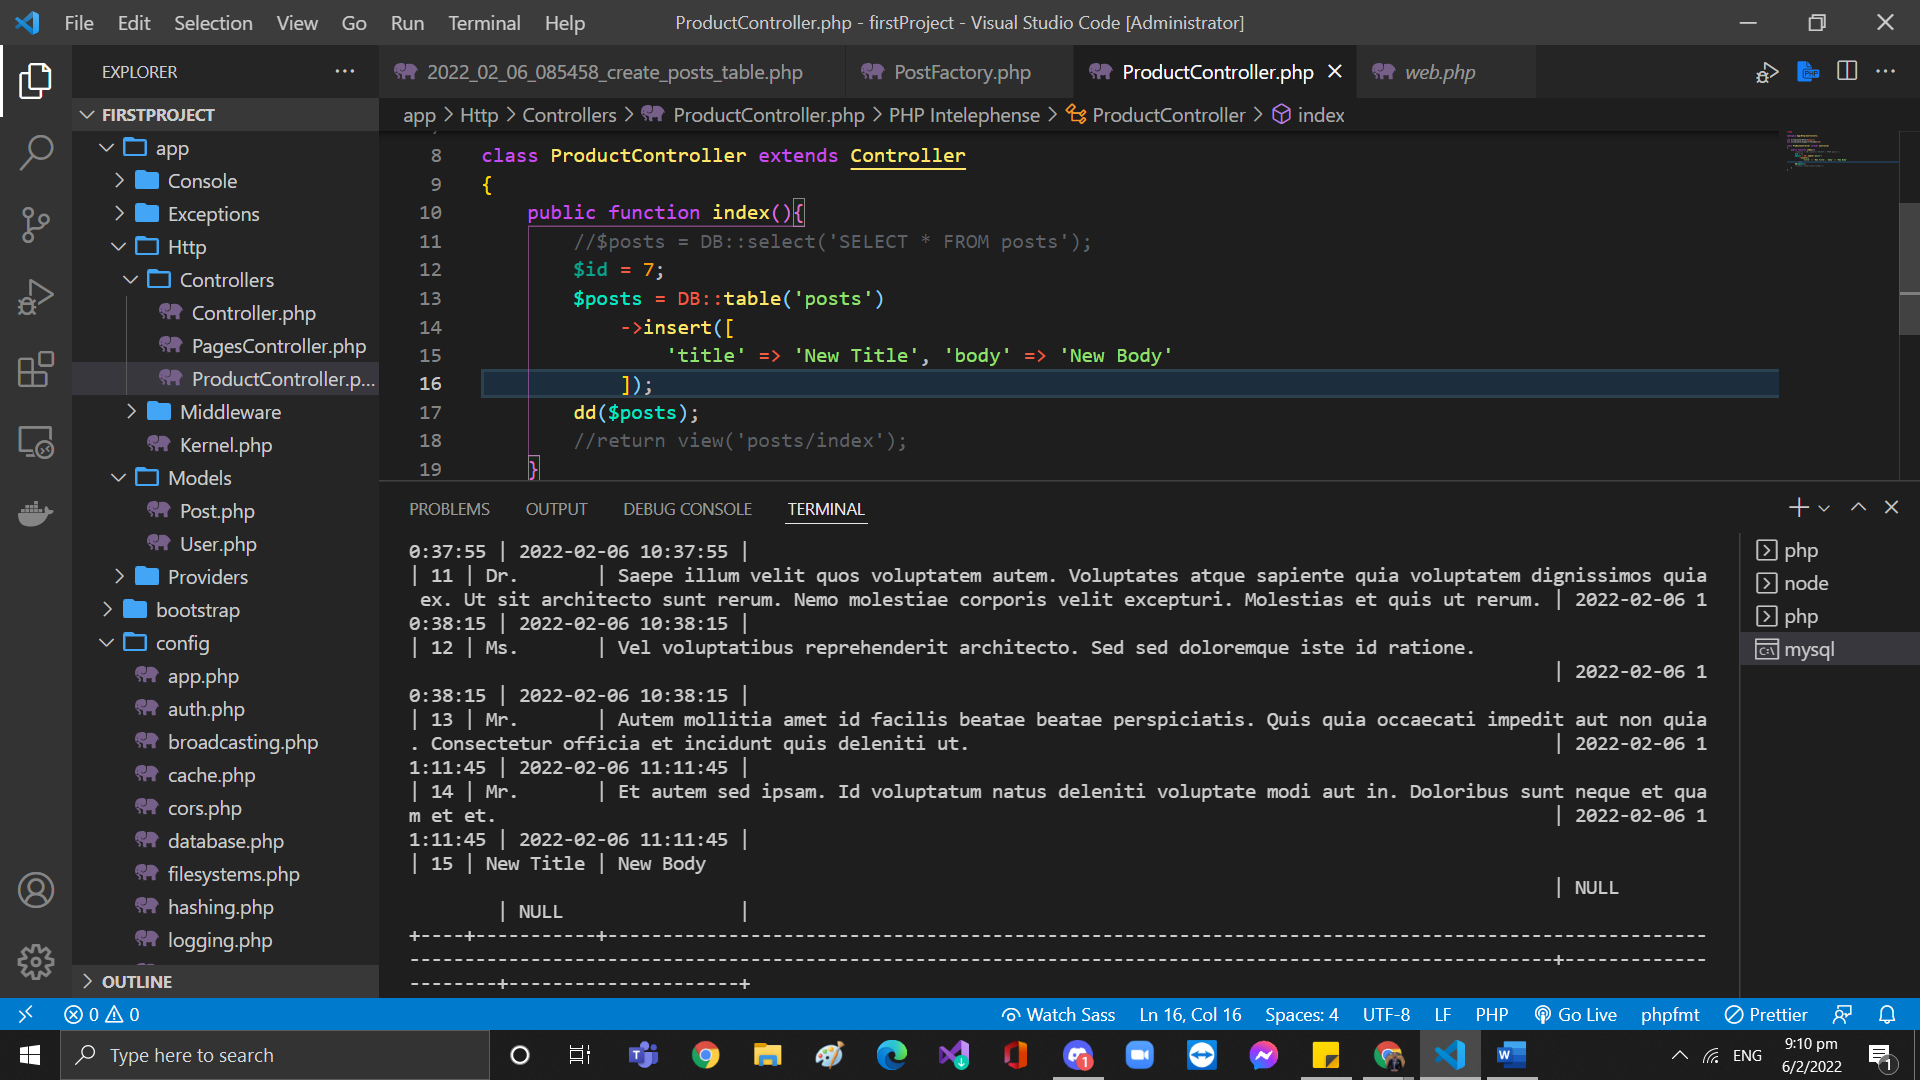 File Edit Selection View Go Run Terminal Help
ProductController.php - firstProject - Visual Studio Code [Administrator]
EXPLORER
2022_02_06_085458_create_posts_table.php
PostFactory.php
ProductController.php
web.php
app > Http > Controllers > ProductController.php > PHP Intelephense > ProductController > index
FIRSTPROJECT
app
Console
Exceptions
Http
Controllers
Controller.php
PagesController.php
ProductController.p...
Middleware
Kernel.php
Models
Post.php
User.php
Providers
bootstrap
config
app.php
auth.php
broadcasting.php
cache.php
cors.php
database.php
filesystems.php
hashing.php
logging.php
OUTLINE
8 class ProductController extends Controller
9 {
10 public function index(){
11 //$posts = DB::select('SELECT * FROM posts');
12 $id = 7;
13 $posts = DB::table('posts')
14 ->insert([
15 'title' => 'New Title', 'body' => 'New Body'
16 ]);
17 dd($posts);
18 //return view('posts/index');
19 }
PROBLEMS OUTPUT DEBUG CONSOLE TERMINAL
0:37:55 | 2022-02-06 10:37:55 |
| 11 | Dr. | Saepe illum velit quos voluptatem autem. Voluptates atque sapiente quia voluptatem dignissimos quia
ex. Ut sit architecto sunt rerum. Nemo molestiae corporis velit excepturi. Molestias et quis ut rerum. | 2022-02-06 1
0:38:15 | 2022-02-06 10:38:15 |
| 12 | Ms. | Vel voluptatibus reprehenderit architecto. Sed sed doloremque iste id ratione.
| 2022-02-06 1
0:38:15 | 2022-02-06 10:38:15 |
| 13 | Mr. | Autem mollitia amet id facilis beatae beatae perspiciatis. Quis quia occaecati impedit aut non quia
. Consectetur officia et incidunt quis deleniti ut. | 2022-02-06 1
1:11:45 | 2022-02-06 11:11:45 |
| 14 | Mr. | Et autem sed ipsam. Id voluptatum natus deleniti voluptate modi aut in. Doloribus sunt neque et qua
m et et. | 2022-02-06 1
1:11:45 | 2022-02-06 11:11:45 |
| 15 | New Title | New Body
| NULL
| NULL |
php
node
php
mysql
0 0
Watch Sass Ln 16, Col 16 Spaces: 4 UTF-8 LF PHP Go Live phpfmt Prettier
Type here to search
ENG
9:10 pm
6/2/2022
1